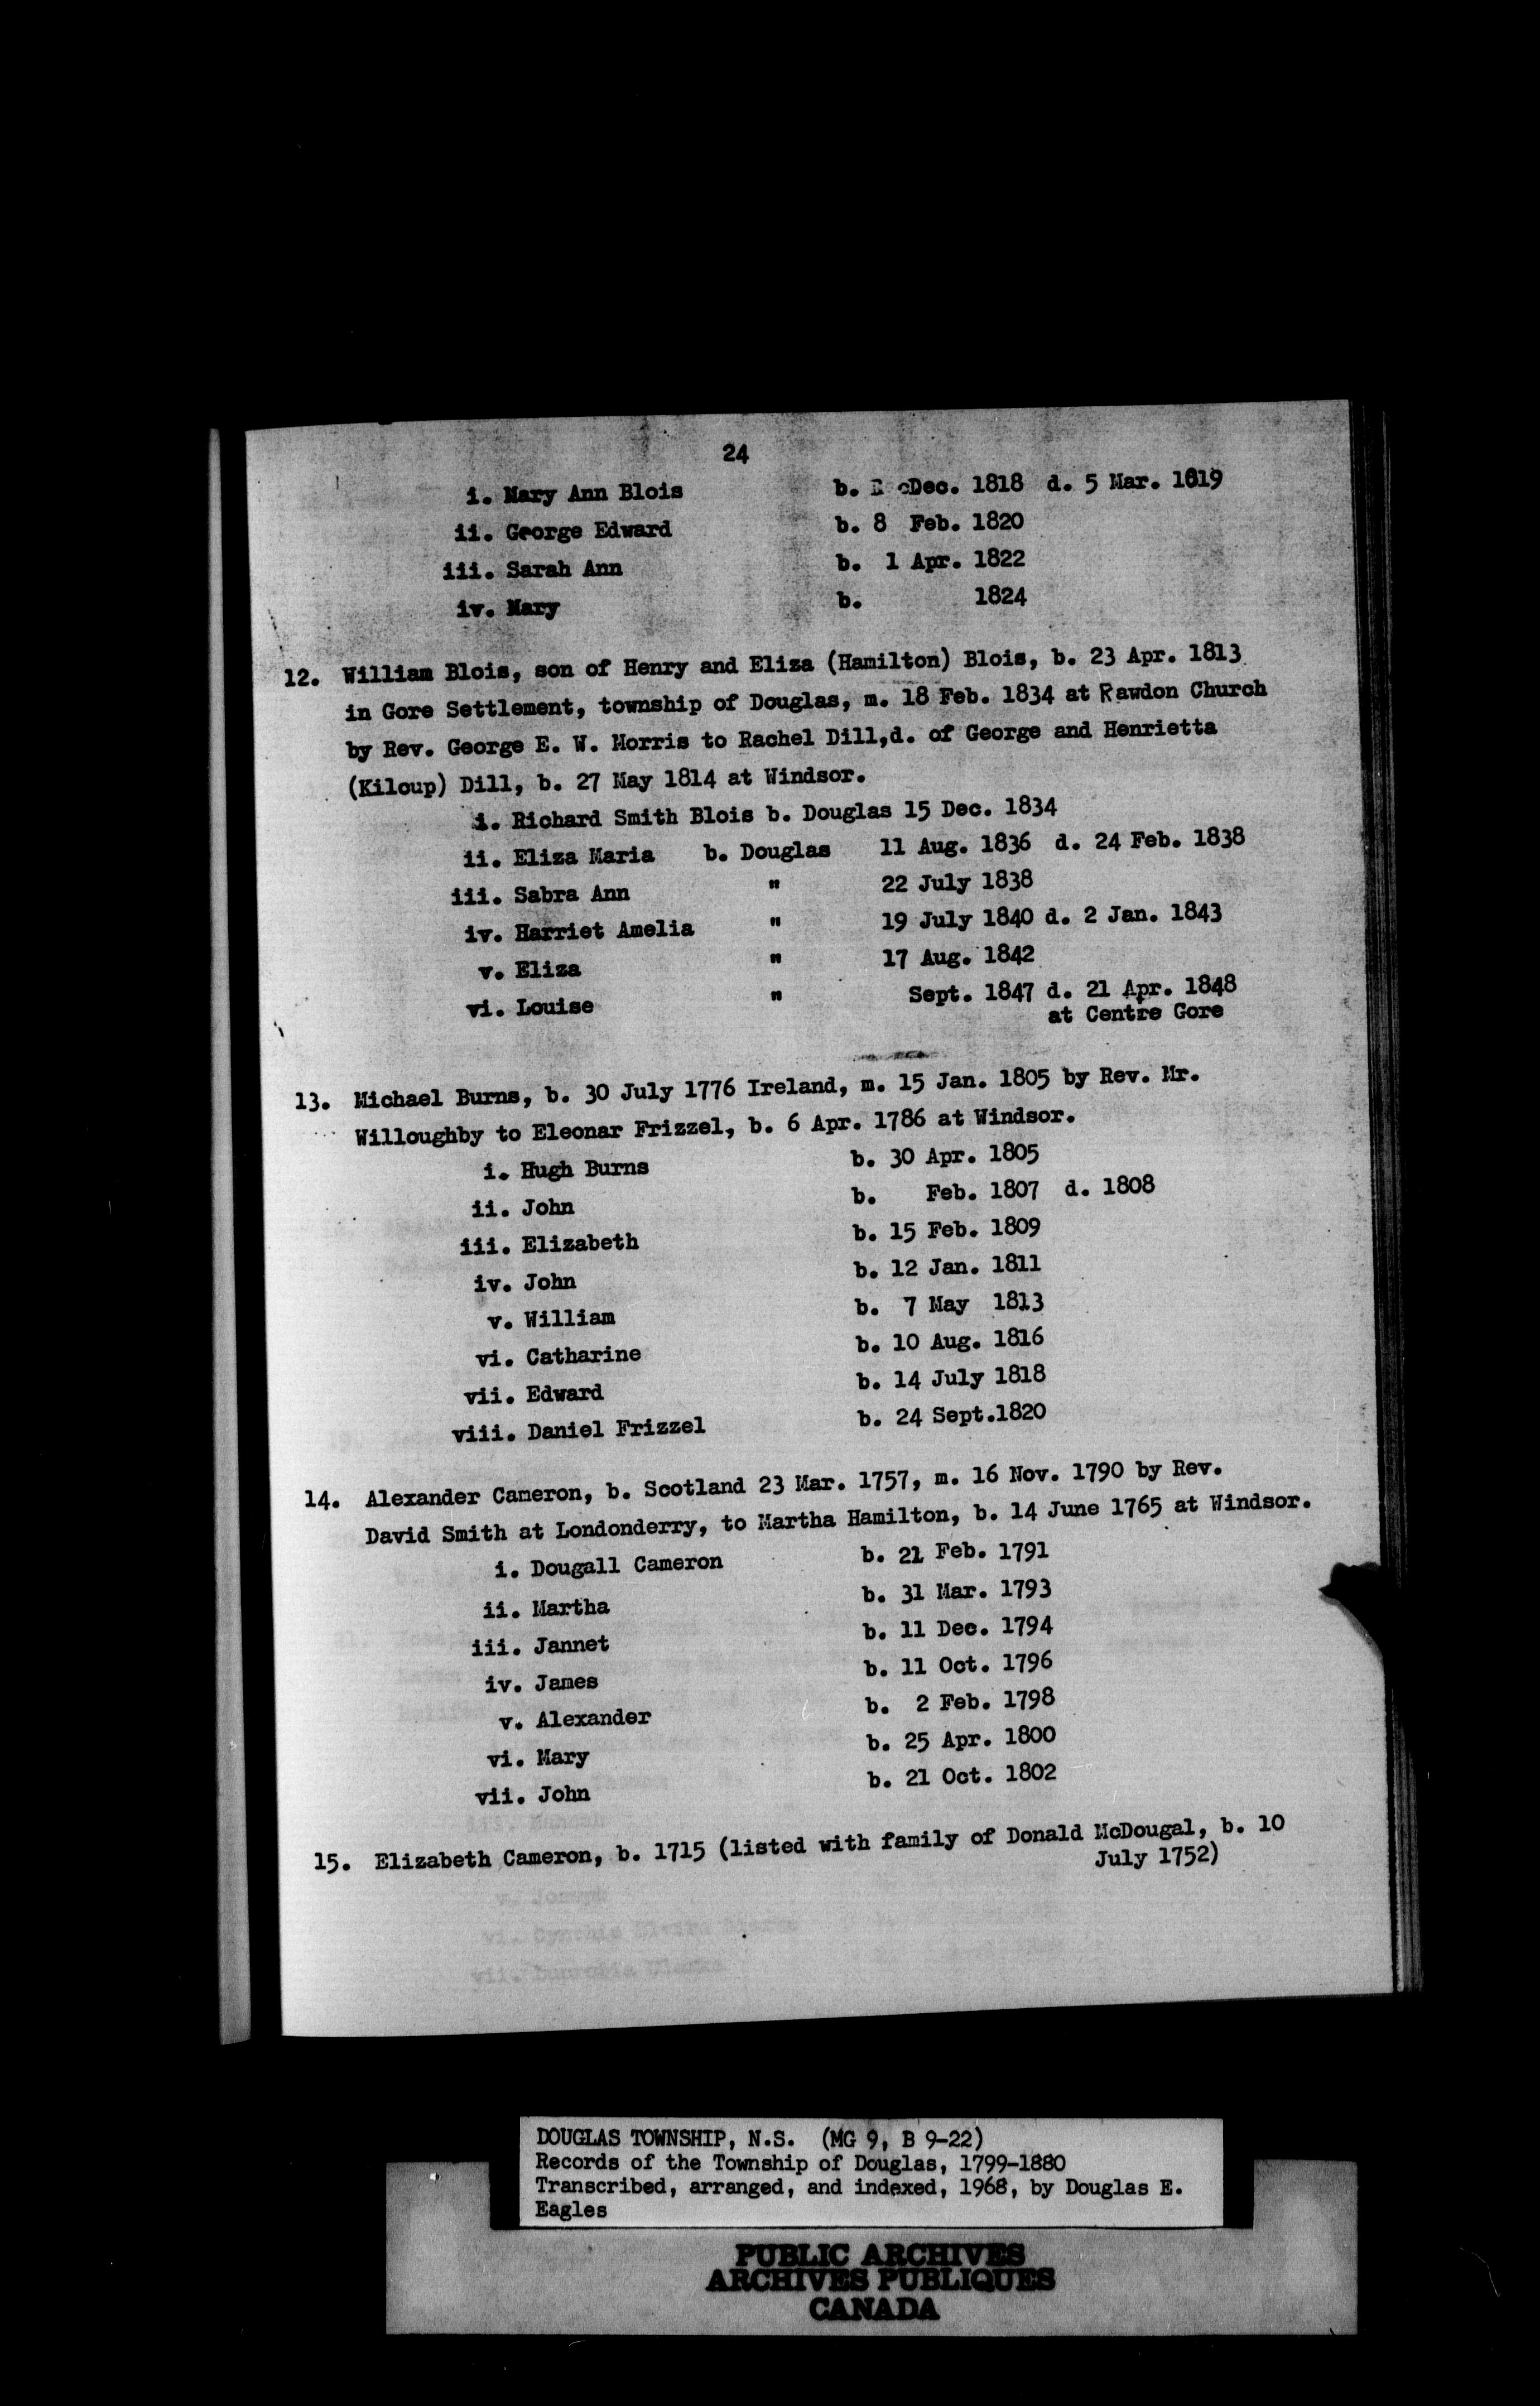 24
i. Mary Ann Blois b. Dec. 1818 d. 5 Mar. 1819
ii. George Edward b. 8 Feb. 1820
iii. Sarah Ann b. 1 Apr. 1822
iv. Mary b. 1824
12. William Blois, son of Henry and Eliza (Hamilton) Blois, b. 23 Apr. 1813
in Gore Settlement, township of Douglas, m. 18 Feb. 1834 at Rawdon Church
by Rev. George E. W. Morris to Rachel Dill,d. of George and Henrietta
(Kiloup) Dill, b. 27 May 1814 at Windsor.
i. Richard Smith Blois b. Douglas 15 Dec. 1834
ii. Eliza Maria b. Douglas 11 Aug. 1836 d. 24 Feb. 1838
iii. Sabra Ann " 22 July 1838
iv. Harriet Amelia " 19 July 1840 d. 2 Jan. 1843
v. Eliza " 17 Aug. 1842
vi. Louise " Sept. 1847 d. 21 Apr. 1848
at Centre Gore
13. Michael Burns, b. 30 July 1776 Ireland, m. 15 Jan. 1805 by Rev. Mr.
Willoughby to Eleonar Frizzel, b. 6 Apr. 1786 at Windsor.
i. Hugh Burns b. 30 Apr. 1805
ii. John b. Feb. 1807 d. 1808
iii. Elizabeth b. 15 Feb. 1809
iv. John b. 12 Jan. 1811
v. William b. 7 May 1813
vi. Catharine b. 10 Aug. 1816
vii. Edward b. 14 July 1818
viii. Daniel Frizzel b. 24 Sept.1820
14. Alexander Cameron, b. Scotland 23 Mar. 1757, m. 16 Nov. 1790 by Rev.
David Smith at Londonderry, to Martha Hamilton, b. 14 June 1765 at Windsor.
i. Dougall Cameron b. 21 Feb. 1791
ii. Martha b. 31 Mar. 1793
iii. Jannet b. 11 Dec. 1794
iv. James b. 11 Oct. 1796
v. Alexander b. 2 Feb. 1798
vi. Mary b. 25 Apr. 1800
vii. John b. 21 Oct. 1802
15. Elizabeth Cameron, b. 1715 (listed with family of Donald McDougal, b. 10
July 1752)
DOUGLAS TOWNSHIP, N.S. (MG 9, B 9-22)
Records of the Township of Douglas, 1799-1880
Transcribed, arranged, and indexed, 1968, by Douglas E.
Eagles
PUBLIC ARCHIVES
ARCHIVES PUBLIQUES
CANADA